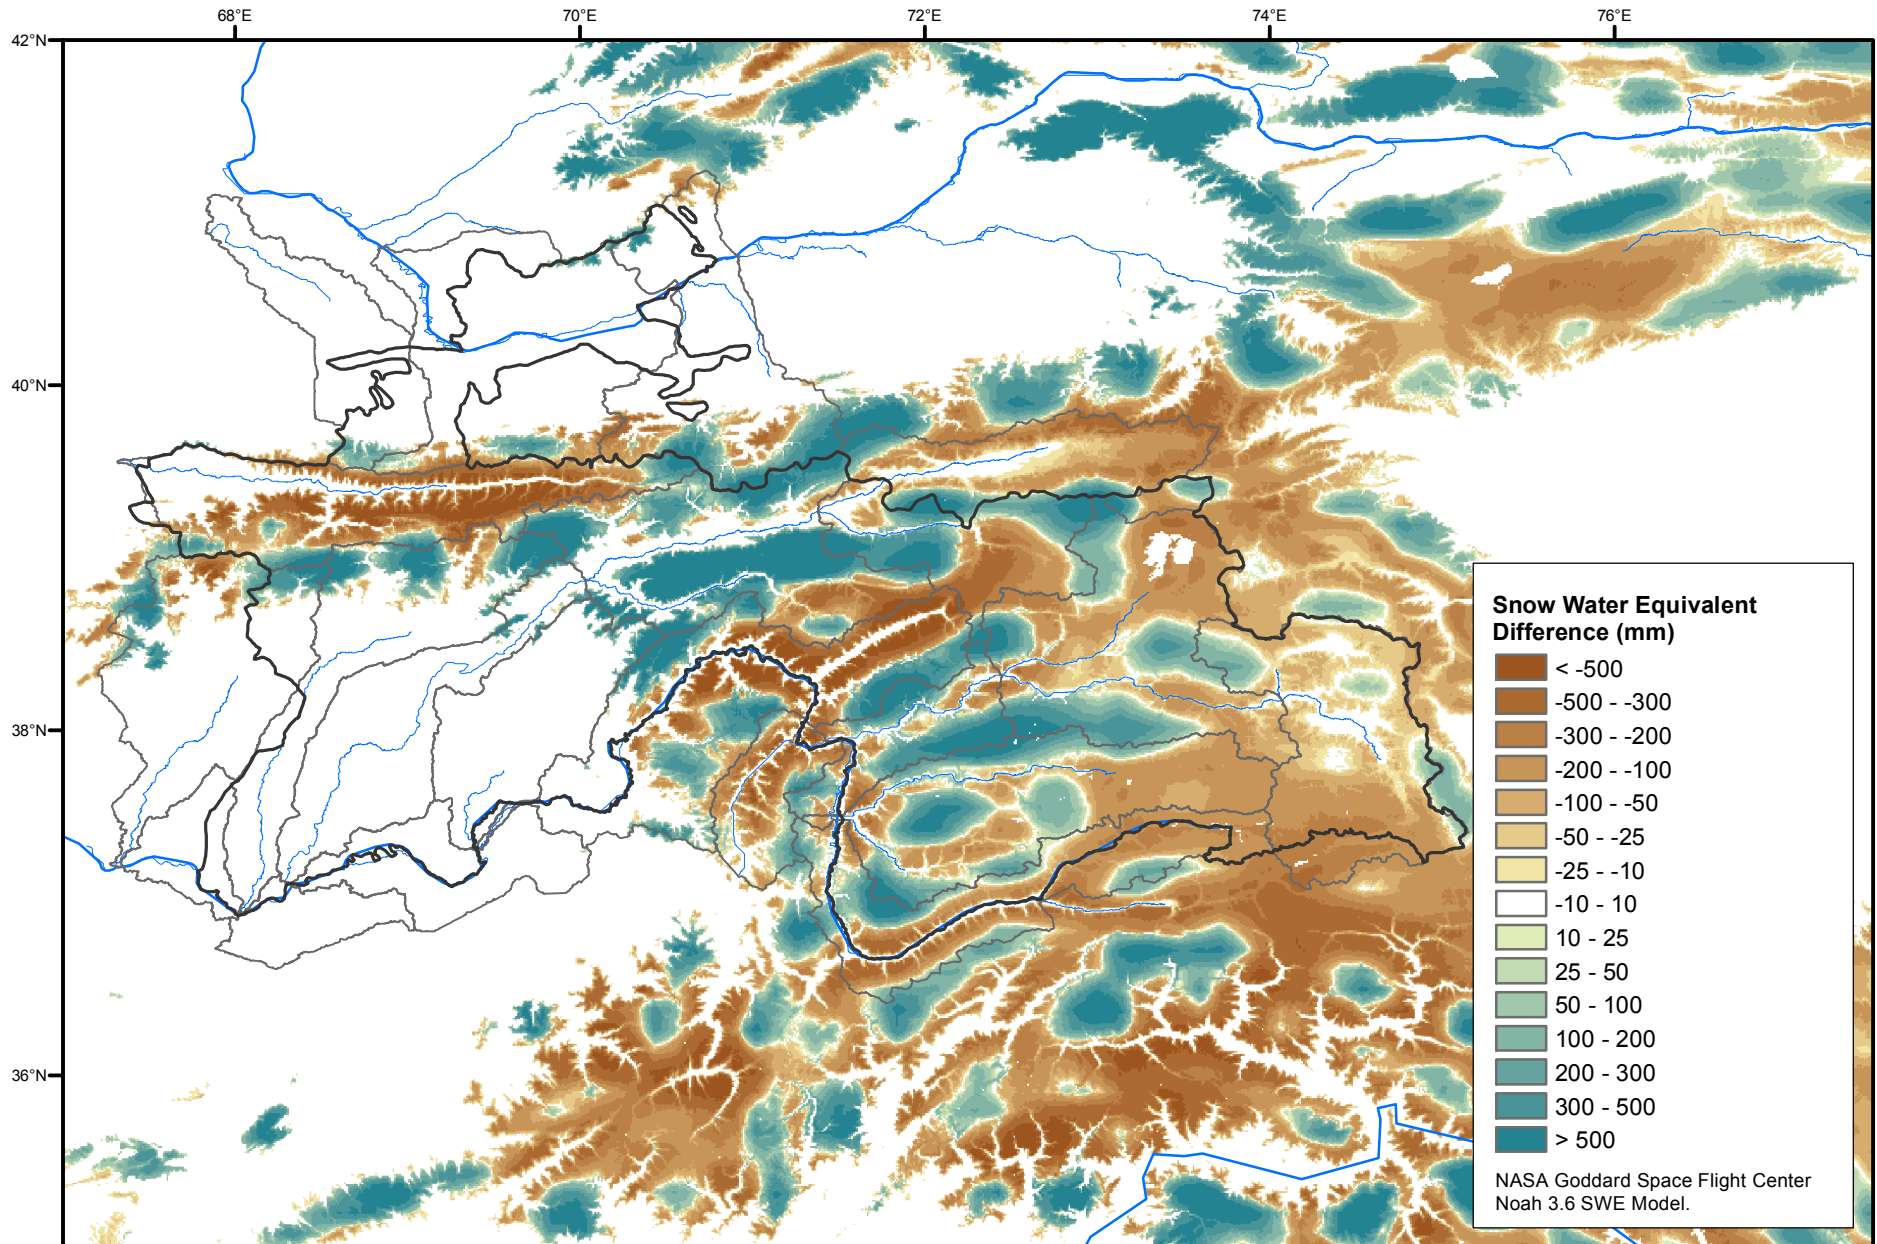 68°E 70°E 72°E 74°E 76°E
42°N
40°N
38°N
36°N
Snow Water Equivalent
Difference (mm)
< -500
-500 - -300
-300 - -200
-200 - -100
-100 - -50
-50 - -25
-25 - -10
-10 - 10
10 - 25
25 - 50
50 - 100
100 - 200
200 - 300
300 - 500
> 500
NASA Goddard Space Flight Center
Noah 3.6 SWE Model.